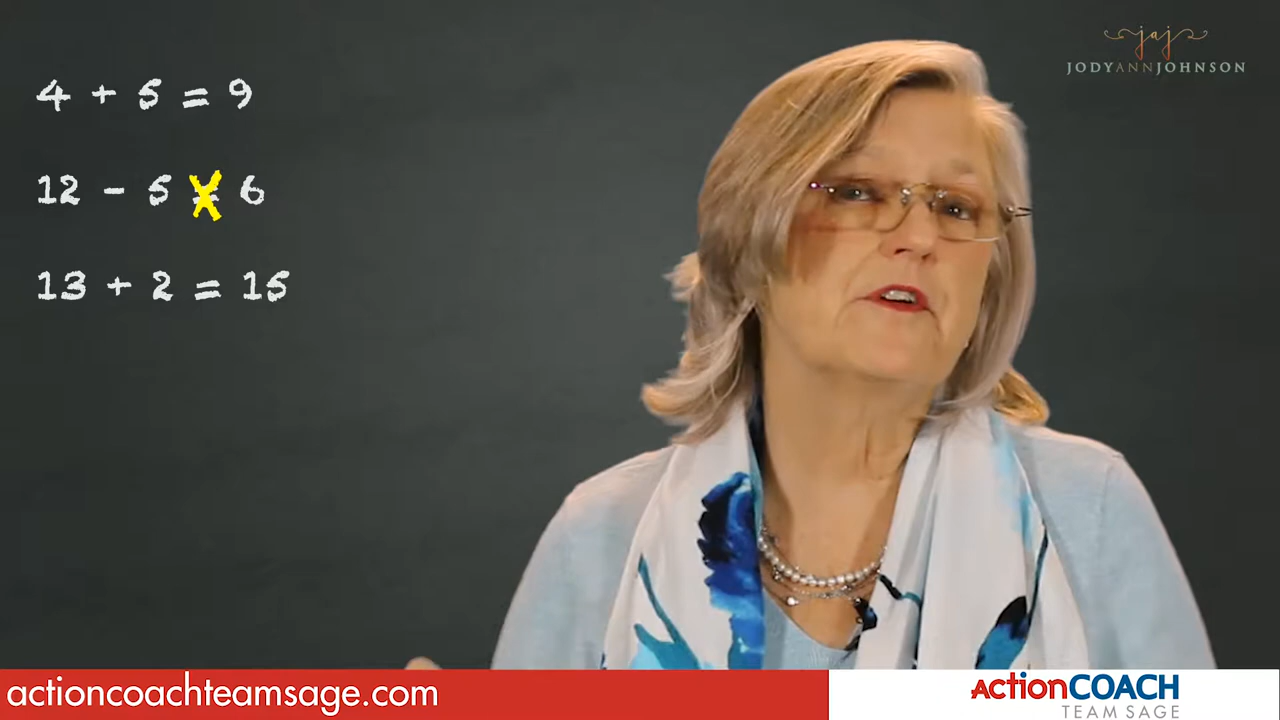 4 + 5 = 9
12 - 5 = 6
13 + 2 = 15
jaj
JODYANNJOHNSON
actioncoachteamsage.com
ActionCOACH
TEAM SAGE